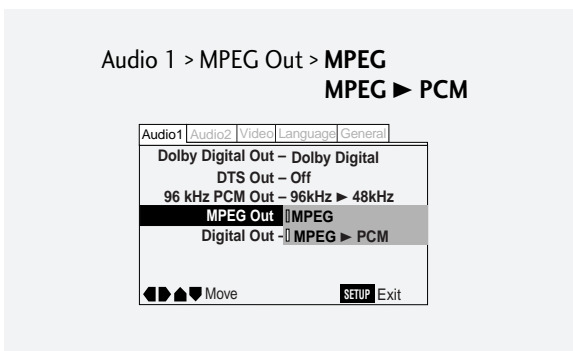 Audio 1 > MPEG Out > MPEG
MPEG ► PCM
Audio1 Audio2 Video Language General
Dolby Digital Out – Dolby Digital
DTS Out – Off
96 kHz PCM Out – 96kHz ► 48kHz
MPEG Out MPEG
Digital Out - MPEG ► PCM
Move SETUP Exit